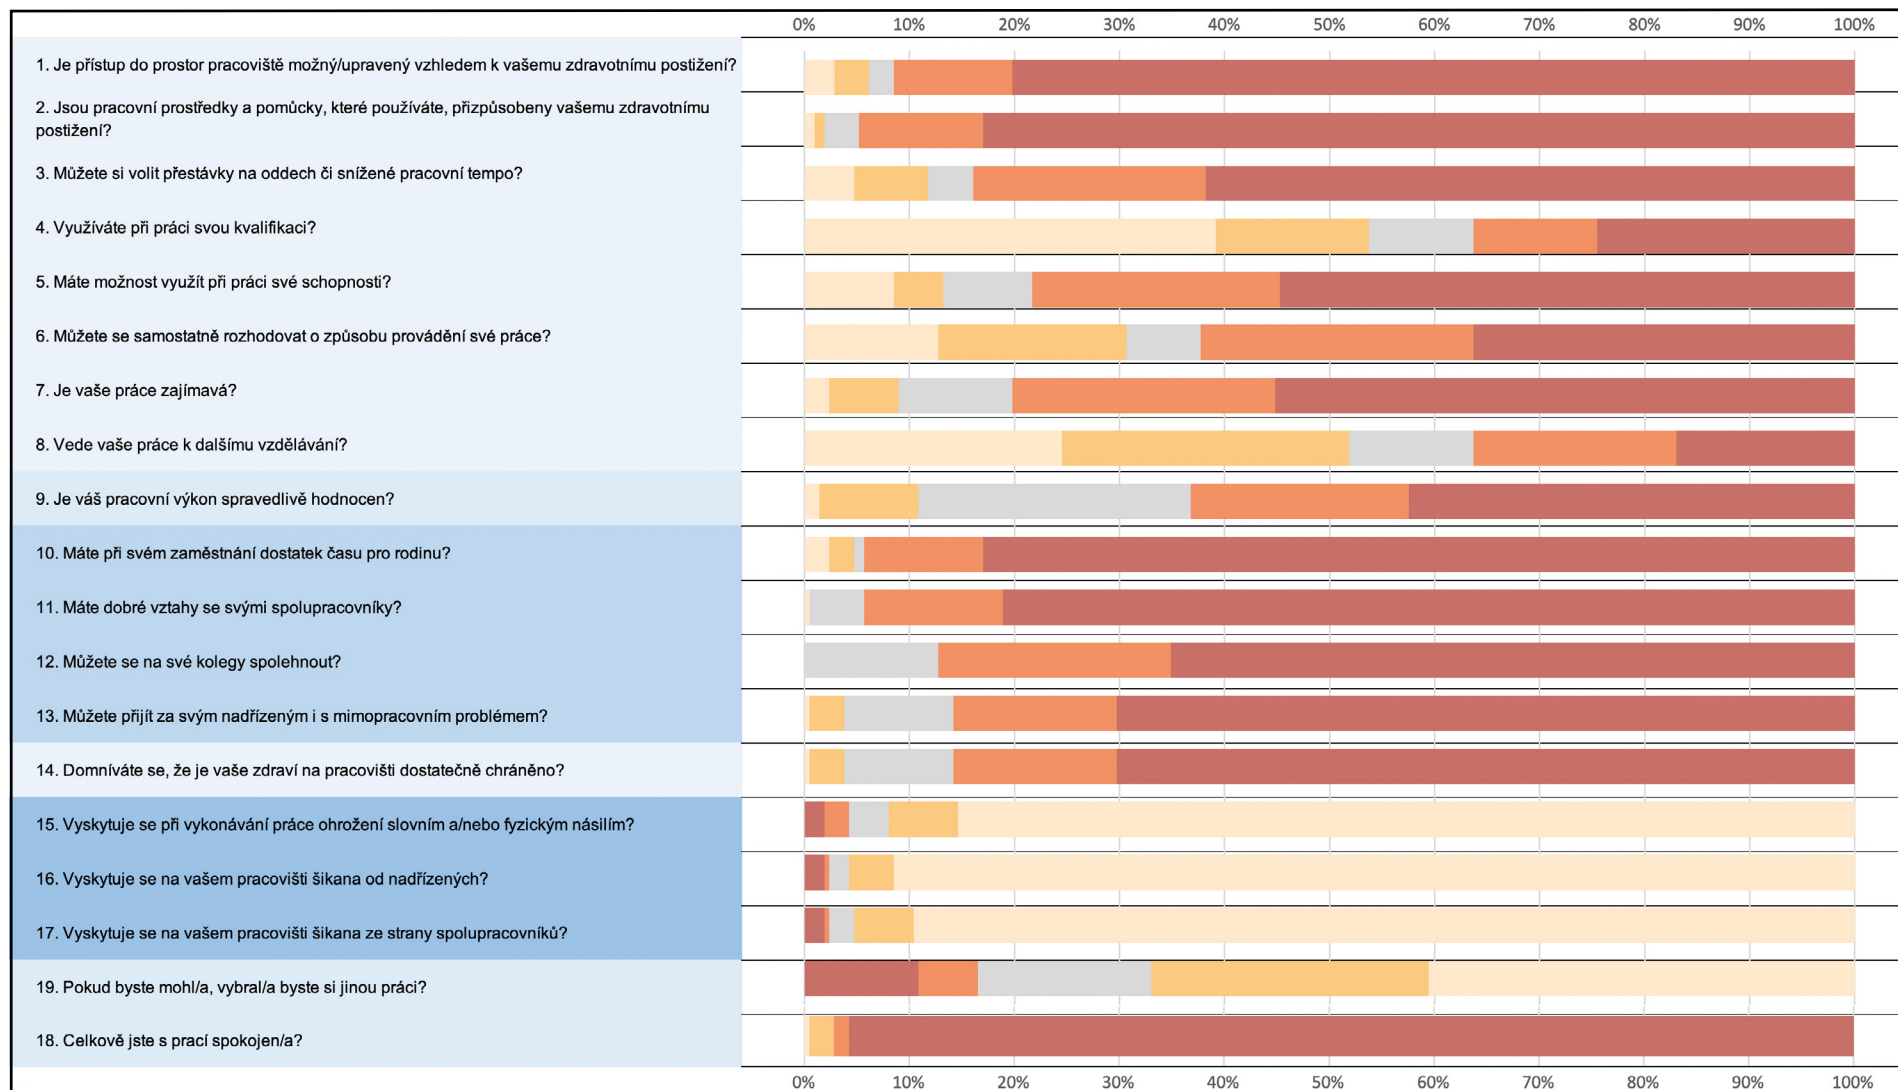 0% 10% 20% 30% 40% 50% 60% 70% 80% 90% 100%
1. Je přístup do prostor pracoviště možný/upravený vzhledem k vašemu zdravotnímu postižení?
2. Jsou pracovní prostředky a pomůcky, které používáte, přizpůsobeny vašemu zdravotnímu
postižení?
3. Můžete si volit přestávky na oddech či snížené pracovní tempo?
4. Využíváte při práci svou kvalifikaci?
5. Máte možnost využít při práci své schopnosti?
6. Můžete se samostatně rozhodovat o způsobu provádění své práce?
7. Je vaše práce zajímavá?
8. Vede vaše práce k dalšímu vzdělávání?
9. Je váš pracovní výkon spravedlivě hodnocen?
10. Máte při svém zaměstnání dostatek času pro rodinu?
11. Máte dobré vztahy se svými spolupracovníky?
12. Můžete se na své kolegy spolehnout?
13. Můžete přijít za svým nadřízeným i s mimopracovním problémem?
14. Domníváte se, že je vaše zdraví na pracovišti dostatečně chráněno?
15. Vyskytuje se při vykonávání práce ohrožení slovním a/nebo fyzickým násilím?
16. Vyskytuje se na vašem pracovišti šikana od nadřízených?
17. Vyskytuje se na vašem pracovišti šikana ze strany spolupracovníků?
19. Pokud byste mohl/a, vybral/a byste si jinou práci?
18. Celkově jste s prací spokojen/a?
0% 10% 20% 30% 40% 50% 60% 70% 80% 90% 100%